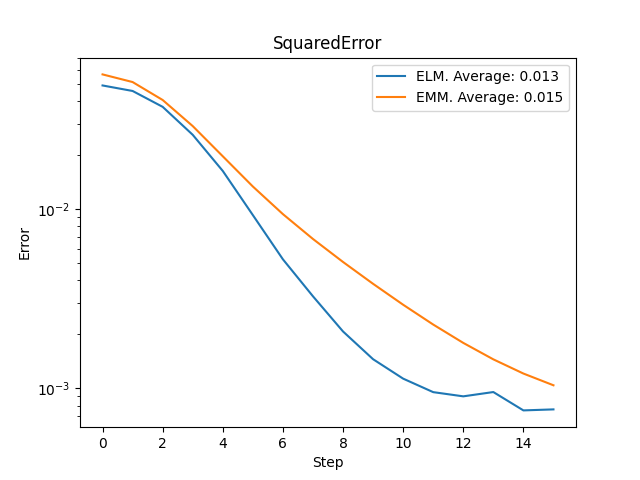 SquaredError
ELM. Average: 0.013
EMM. Average: 0.015
Error
10⁻²
10⁻³
0 2 4 6 8 10 12 14
Step